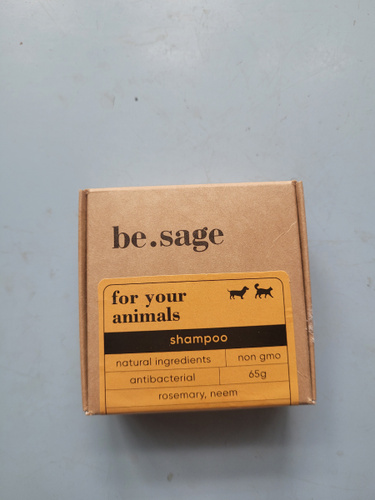 be.sage
for your
animals
shampoo
natural ingredients non gmo
antibacterial 65g
rosemary, neem